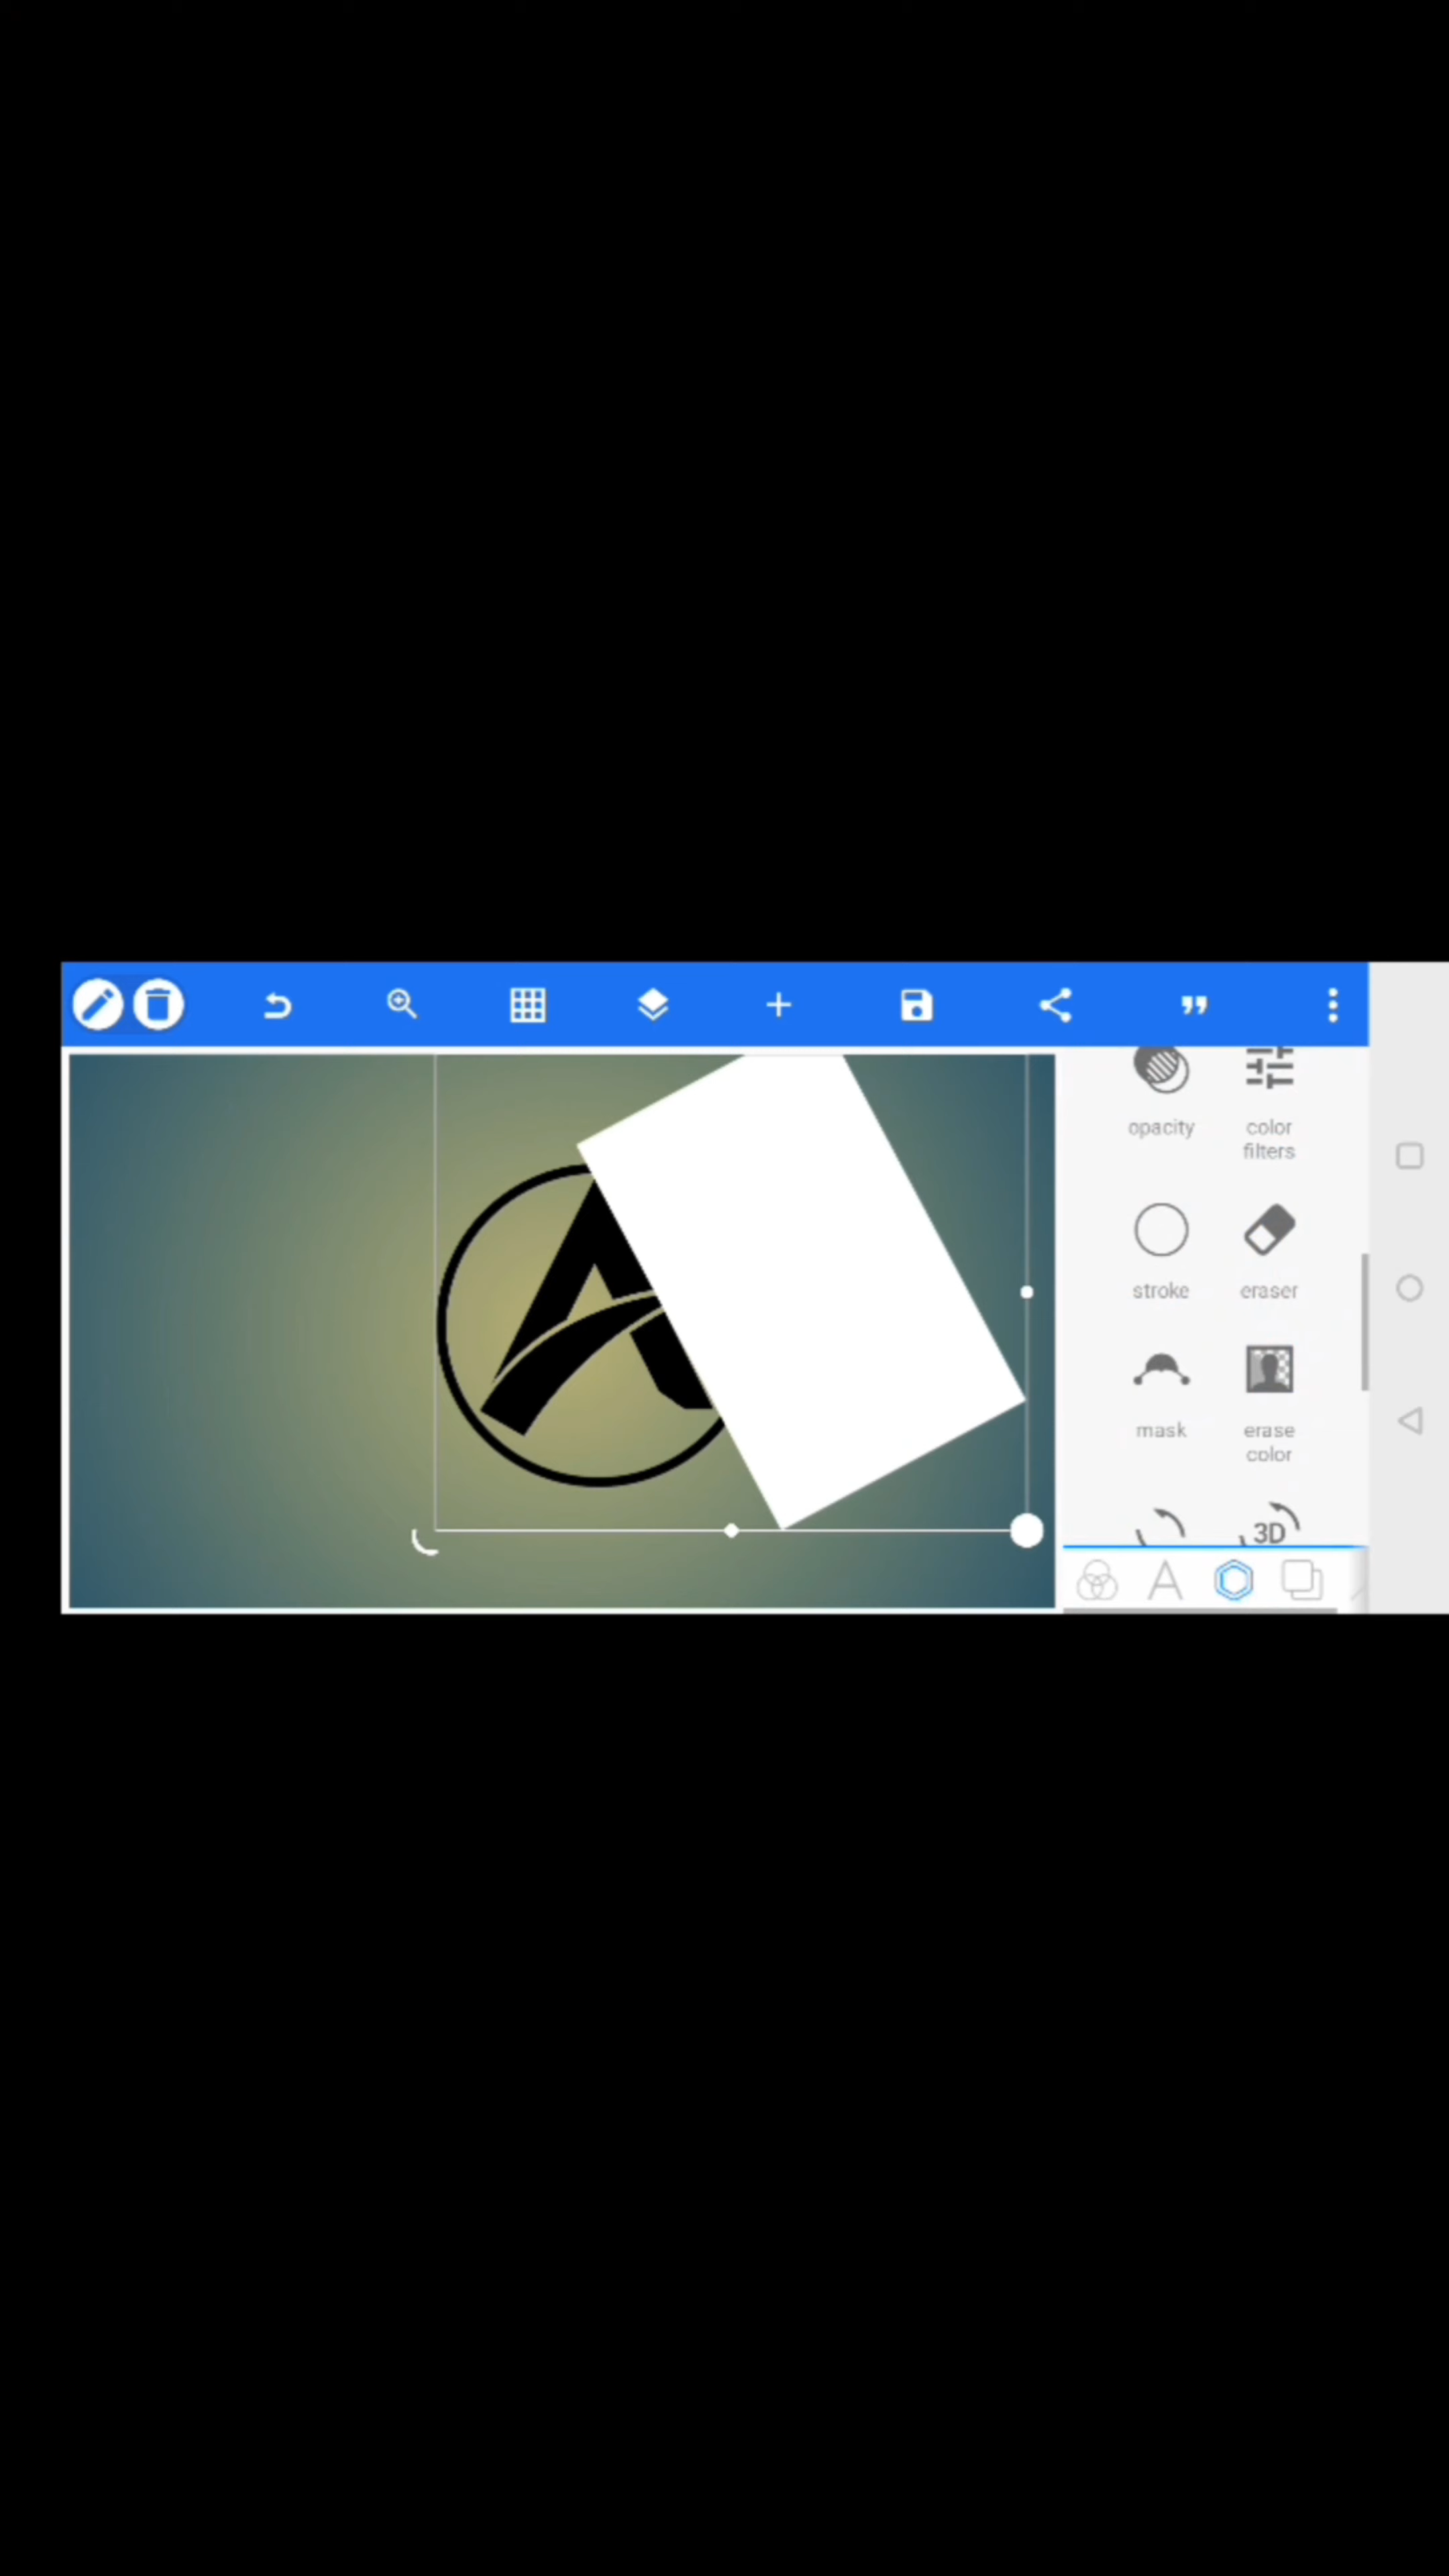 opacity
color
filters
stroke
eraser
mask
erase
color
3D
A